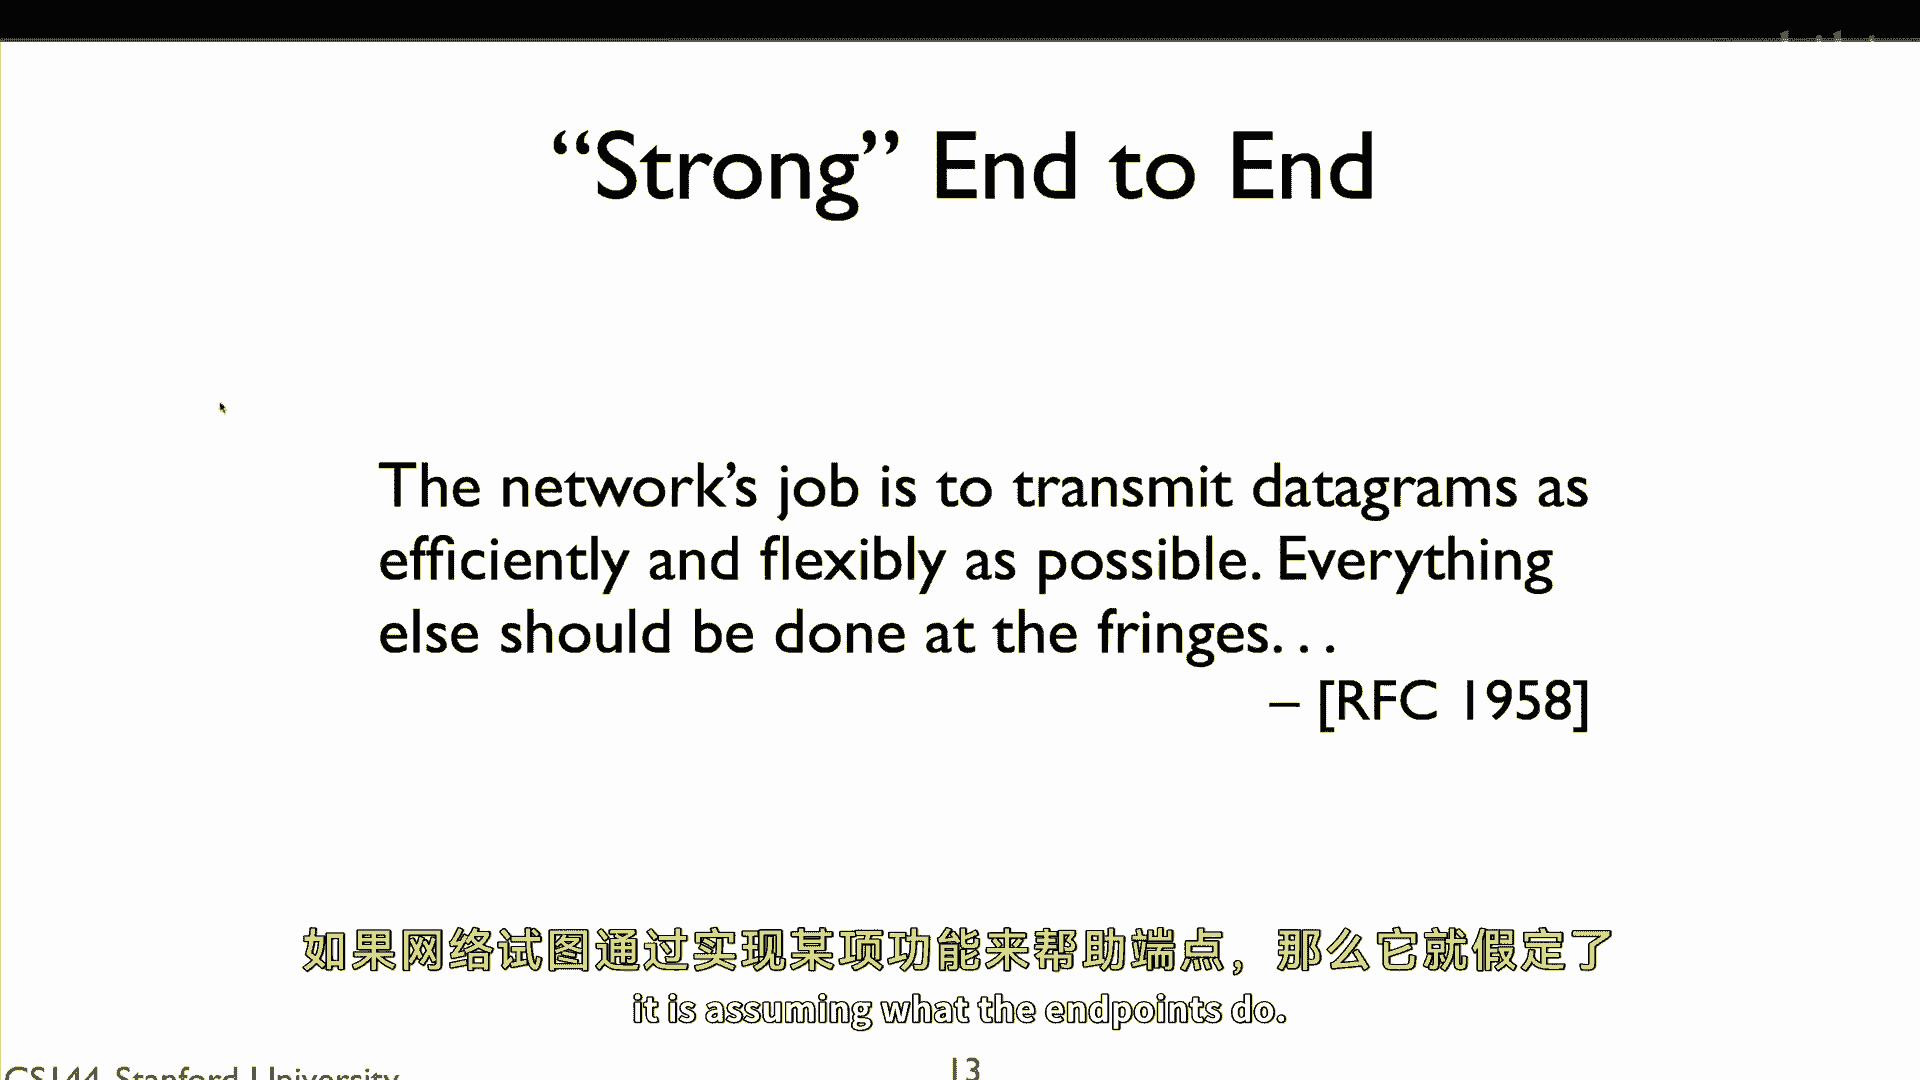 “Strong” End to End
The network’s job is to transmit datagrams as
efficiently and flexibly as possible. Everything
else should be done at the fringes. . .
– [RFC 1958]
如果网络试图通过实现某项功能来帮助端点，那么它就假定了
it is assuming what the endpoints do.
CS144, Stanford University
13